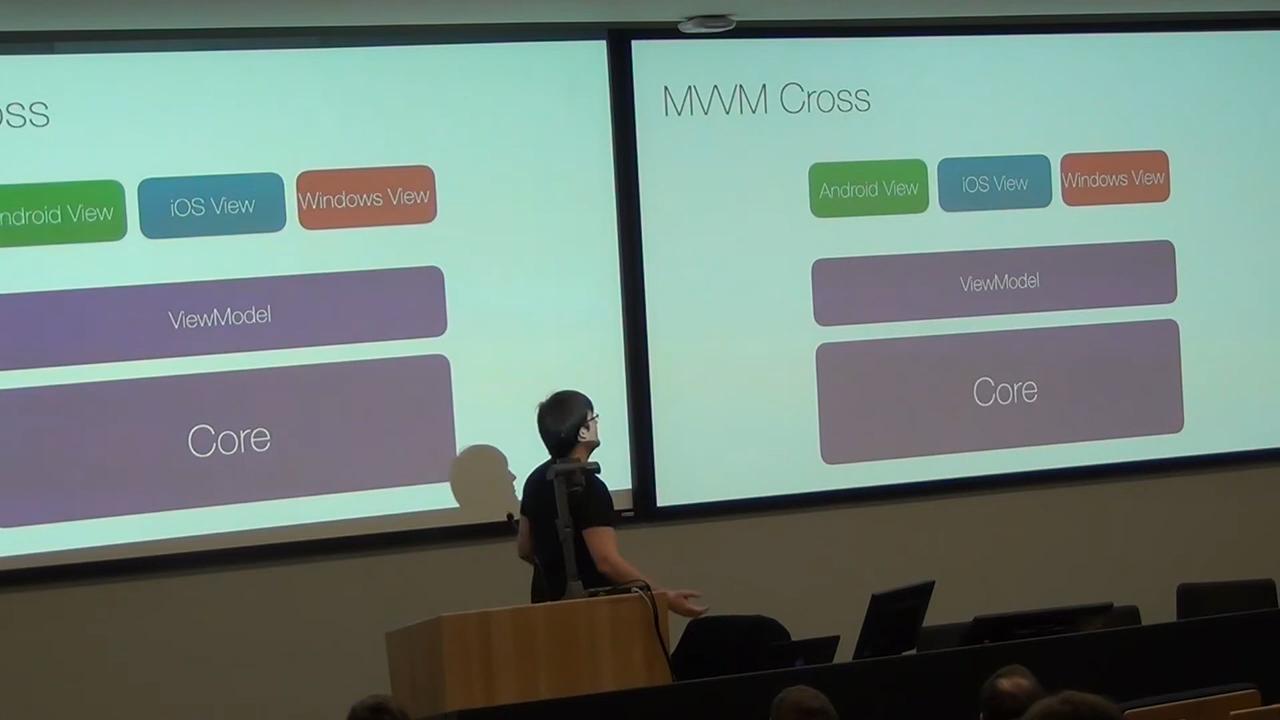 oss
ndroid View
iOS View
Windows View
ViewModel
Core
MVVM Cross
Android View
iOS View
Windows View
ViewModel
Core